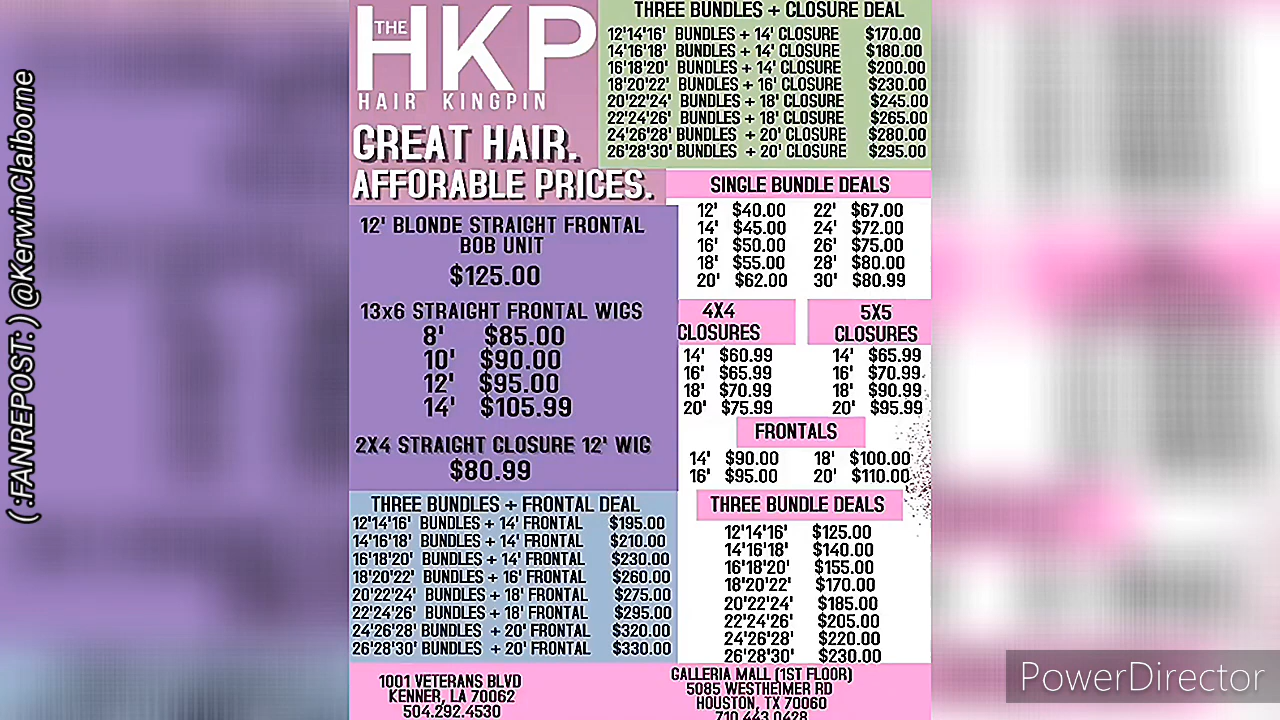 ( :FANREPOST: ) @KerwinClaiborne
THE
HKP
HAIR KINGPIN
GREAT HAIR.
AFFORABLE PRICES.
THREE BUNDLES + CLOSURE DEAL
12'14'16' BUNDLES + 14' CLOSURE $170.00
14'16'18' BUNDLES + 14' CLOSURE $180.00
16'18'20' BUNDLES + 14' CLOSURE $200.00
18'20'22' BUNDLES + 16' CLOSURE $230.00
20'22'24' BUNDLES + 18' CLOSURE $245.00
22'24'26' BUNDLES + 18' CLOSURE $265.00
24'26'28' BUNDLES + 20' CLOSURE $280.00
26'28'30' BUNDLES + 20' CLOSURE $295.00
12' BLONDE STRAIGHT FRONTAL
BOB UNIT
$125.00
13x6 STRAIGHT FRONTAL WIGS
8' $85.00
10' $90.00
12' $95.00
14' $105.99
2X4 STRAIGHT CLOSURE 12' WIG
$80.99
SINGLE BUNDLE DEALS
12' $40.00 22' $67.00
14' $45.00 24' $72.00
16' $50.00 26' $75.00
18' $55.00 28' $80.00
20' $62.00 30' $80.99
4X4
CLOSURES
14' $60.99
16' $65.99
18' $70.99
20' $75.99
5X5
CLOSURES
14' $65.99
16' $70.99
18' $90.99
20' $95.99
FRONTALS
14' $90.00 18' $100.00
16' $95.00 20' $110.00
THREE BUNDLES + FRONTAL DEAL
12'14'16' BUNDLES + 14' FRONTAL $195.00
14'16'18' BUNDLES + 14' FRONTAL $210.00
16'18'20' BUNDLES + 14' FRONTAL $230.00
18'20'22' BUNDLES + 16' FRONTAL $260.00
20'22'24' BUNDLES + 18' FRONTAL $275.00
22'24'26' BUNDLES + 18' FRONTAL $295.00
24'26'28' BUNDLES + 20' FRONTAL $320.00
26'28'30' BUNDLES + 20' FRONTAL $330.00
THREE BUNDLE DEALS
12'14'16' $125.00
14'16'18' $140.00
16'18'20' $155.00
18'20'22' $170.00
20'22'24' $185.00
22'24'26' $205.00
24'26'28' $220.00
26'28'30' $230.00
1001 VETERANS BLVD
KENNER, LA 70062
504.292.4530
GALLERIA MALL (1ST FLOOR)
5085 WESTHEIMER RD
HOUSTON, TX 70060
710.443.0428
PowerDirector